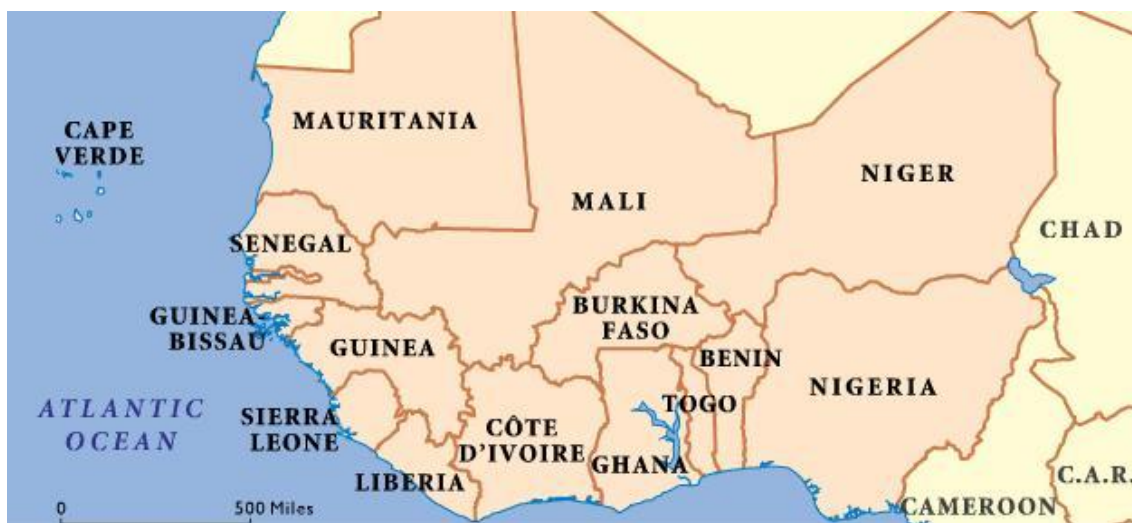 MAURITANIA
CAPE
VERDE
NIGER
MALI
CHAD
SENEGAL
BURKINA
FASO
GUINEA-
BISSAU
GUINEA
BENIN
NIGERIA
TOGO
ATLANTIC
OCEAN
SIERRA
LEONE
CÔTE
D'IVOIRE
GHANA
LIBERIA
C.A.R.
CAMEROON
0 500 Miles